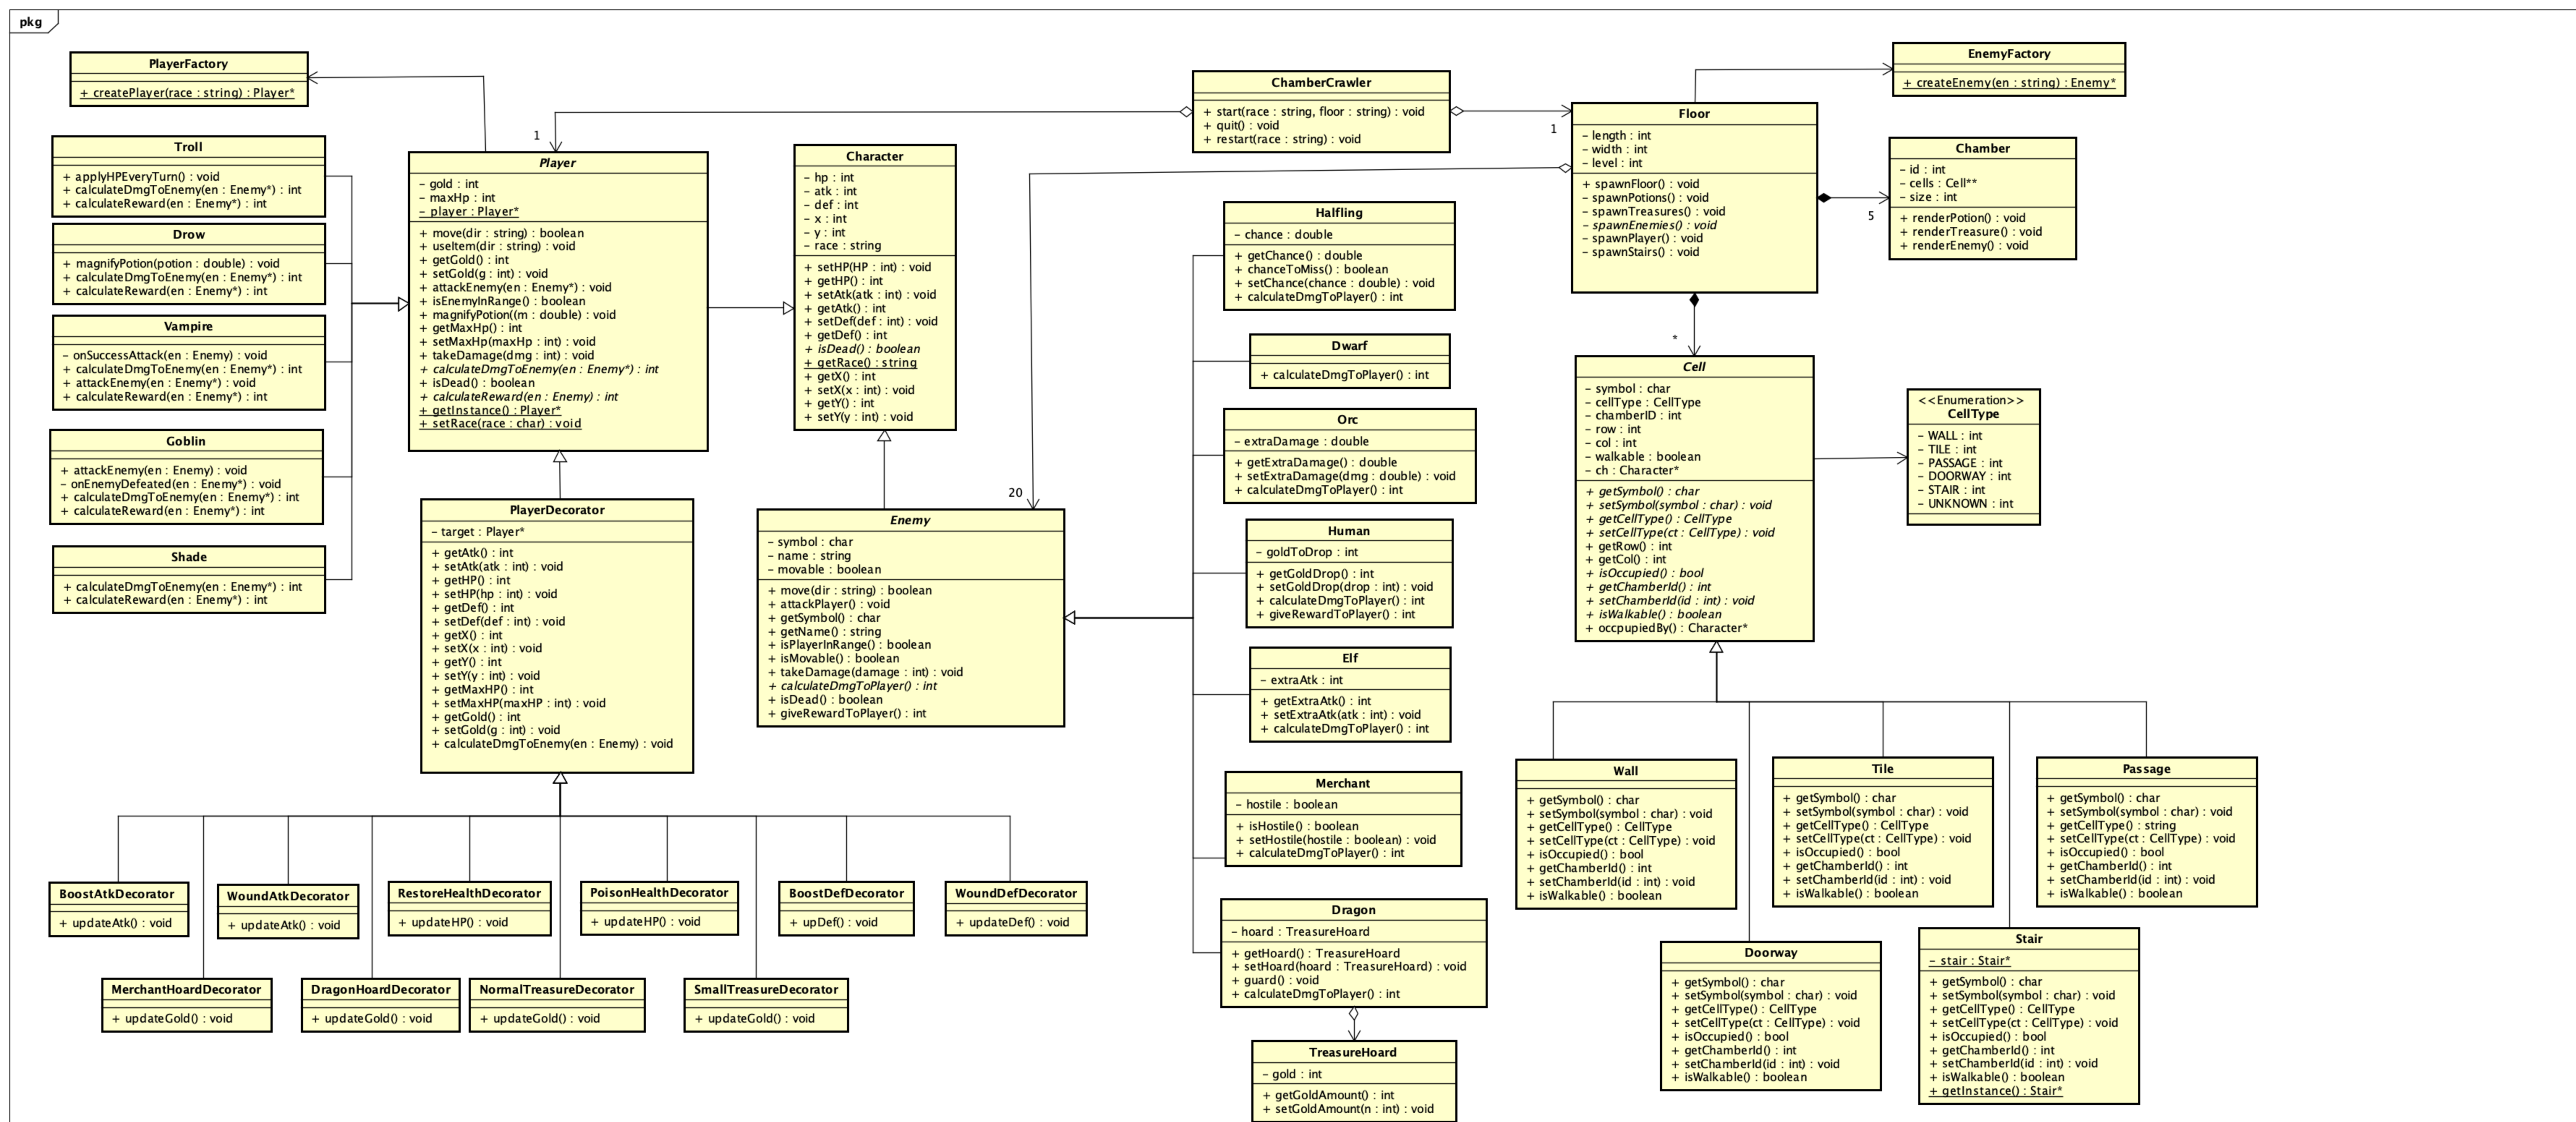 pkg
PlayerFactory
+ createPlayer(race : string) : Player*
Troll
+ applyHPEveryTurn() : void
+ calculateDmgToEnemy(en : Enemy*) : int
+ calculateReward(en : Enemy*) : int
Drow
+ magnifyPotion(potion : double) : void
+ calculateDmgToEnemy(en : Enemy*) : int
+ calculateReward(en : Enemy*) : int
Vampire
– onSuccessAttack(en : Enemy) : void
+ calculateDmgToEnemy(en : Enemy*) : int
+ attackEnemy(en : Enemy*) : void
+ calculateReward(en : Enemy*) : int
Goblin
+ attackEnemy(en : Enemy) : void
– onEnemyDefeated(en : Enemy*) : void
+ calculateDmgToEnemy(en : Enemy*) : int
+ calculateReward(en : Enemy*) : int
Shade
+ calculateDmgToEnemy(en : Enemy*) : int
+ calculateReward(en : Enemy*) : int
1
Player
– gold : int
– maxHp : int
– player : Player*
+ move(dir : string) : boolean
+ useItem(dir : string) : void
+ getGold() : int
+ setGold(g : int) : void
+ attackEnemy(en : Enemy*) : void
+ isEnemyInRange() : boolean
+ magnifyPotion((m : double) : void
+ getMaxHp() : int
+ setMaxHp(maxHp : int) : void
+ takeDamage(dmg : int) : void
+ calculateDmgToEnemy(en : Enemy*) : int
+ isDead() : boolean
+ calculateReward(en : Enemy) : int
+ getInstance() : Player*
+ setRace(race : char) : void
PlayerDecorator
– target : Player*
+ getAtk() : int
+ setAtk(atk : int) : void
+ getHP() : int
+ setHP(hp : int) : void
+ getDef() : int
+ setDef(def : int) : void
+ getX() : int
+ setX(x : int) : void
+ getY() : int
+ setY(y : int) : void
+ getMaxHP() : int
+ setMaxHP(maxHP : int) : void
+ getGold() : int
+ setGold(g : int) : void
+ calculateDmgToEnemy(en : Enemy) : void
BoostAtkDecorator
+ updateAtk() : void
WoundAtkDecorator
+ updateAtk() : void
RestoreHealthDecorator
+ updateHP() : void
PoisonHealthDecorator
+ updateHP() : void
BoostDefDecorator
+ upDef() : void
WoundDefDecorator
+ updateDef() : void
MerchantHoardDecorator
+ updateGold() : void
DragonHoardDecorator
+ updateGold() : void
NormalTreasureDecorator
+ updateGold() : void
SmallTreasureDecorator
+ updateGold() : void
Character
– hp : int
– atk : int
– def : int
– x : int
– y : int
– race : string
+ setHP(HP : int) : void
+ getHP() : int
+ setAtk(atk : int) : void
+ getAtk() : int
+ setDef(def : int) : void
+ getDef() : int
+ isDead() : boolean
+ getRace() : string
+ getX() : int
+ setX(x : int) : void
+ getY() : int
+ setY(y : int) : void
20
Enemy
– symbol : char
– name : string
– movable : boolean
+ move(dir : string) : boolean
+ attackPlayer() : void
+ getSymbol() : char
+ getName() : string
+ isPlayerInRange() : boolean
+ isMovable() : boolean
+ takeDamage(damage : int) : void
+ calculateDmgToPlayer() : int
+ isDead() : boolean
+ giveRewardToPlayer() : int
ChamberCrawler
+ start(race : string, floor : string) : void
+ quit() : void
+ restart(race : string) : void
Halfling
– chance : double
+ getChance() : double
+ chanceToMiss() : boolean
+ setChance(chance : double) : void
+ calculateDmgToPlayer() : int
Dwarf
+ calculateDmgToPlayer() : int
Orc
– extraDamage : double
+ getExtraDamage() : double
+ setExtraDamage(dmg : double) : void
+ calculateDmgToPlayer() : int
Human
– goldToDrop : int
+ getGoldDrop() : int
+ setGoldDrop(drop : int) : void
+ calculateDmgToPlayer() : int
+ giveRewardToPlayer() : int
Elf
– extraAtk : int
+ getExtraAtk() : int
+ setExtraAtk(atk : int) : void
+ calculateDmgToPlayer() : int
Merchant
– hostile : boolean
+ isHostile() : boolean
+ setHostile(hostile : boolean) : void
+ calculateDmgToPlayer() : int
Dragon
– hoard : TreasureHoard
+ getHoard() : TreasureHoard
+ setHoard(hoard : TreasureHoard) : void
+ guard() : void
+ calculateDmgToPlayer() : int
TreasureHoard
– gold : int
+ getGoldAmount() : int
+ setGoldAmount(n : int) : void
1
Floor
– length : int
– width : int
– level : int
+ spawnFloor() : void
– spawnPotions() : void
– spawnTreasures() : void
– spawnEnemies() : void
– spawnPlayer() : void
– spawnStairs() : void
EnemyFactory
+ createEnemy(en : string) : Enemy*
5
Chamber
– id : int
– cells : Cell**
– size : int
+ renderPotion() : void
+ renderTreasure() : void
+ renderEnemy() : void
*
Cell
– symbol : char
– cellType : CellType
– chamberID : int
– row : int
– col : int
– walkable : boolean
– ch : Character*
+ getSymbol() : char
+ setSymbol(symbol : char) : void
+ getCellType() : CellType
+ setCellType(ct : CellType) : void
+ getRow() : int
+ getCol() : int
+ isOccupied() : bool
+ getChamberId() : int
+ setChamberId(id : int) : void
+ isWalkable() : boolean
+ occpupiedBy() : Character*
<<Enumeration>>
CellType
– WALL : int
– TILE : int
– PASSAGE : int
– DOORWAY : int
– STAIR : int
– UNKNOWN : int
Wall
+ getSymbol() : char
+ setSymbol(symbol : char) : void
+ getCellType() : CellType
+ setCellType(ct : CellType) : void
+ isOccupied() : bool
+ getChamberId() : int
+ setChamberId(id : int) : void
+ isWalkable() : boolean
Tile
+ getSymbol() : char
+ setSymbol(symbol : char) : void
+ getCellType() : CellType
+ setCellType(ct : CellType) : void
+ isOccupied() : bool
+ getChamberId() : int
+ setChamberId(id : int) : void
+ isWalkable() : boolean
Passage
+ getSymbol() : char
+ setSymbol(symbol : char) : void
+ getCellType() : string
+ setCellType(ct : CellType) : void
+ isOccupied() : bool
+ getChamberId() : int
+ setChamberId(id : int) : void
+ isWalkable() : boolean
Doorway
+ getSymbol() : char
+ setSymbol(symbol : char) : void
+ getCellType() : CellType
+ setCellType(ct : CellType) : void
+ isOccupied() : bool
+ getChamberId() : int
+ setChamberId(id : int) : void
+ isWalkable() : boolean
Stair
– stair : Stair*
+ getSymbol() : char
+ setSymbol(symbol : char) : void
+ getCellType() : CellType
+ setCellType(ct : CellType) : void
+ isOccupied() : bool
+ getChamberId() : int
+ setChamberId(id : int) : void
+ isWalkable() : boolean
+ getInstance() : Stair*